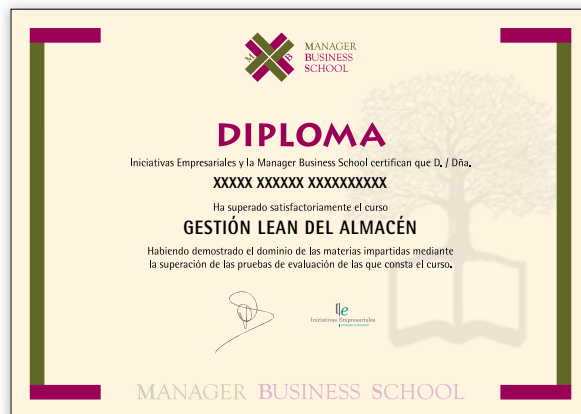 M B
MANAGER
BUSINESS
SCHOOL
DIPLOMA
Iniciativas Empresariales y la Manager Business School certifican que D. / Dña.
XXXXX XXXXXX XXXXXXXXXX
Ha superado satisfactoriamente el curso
GESTIÓN LEAN DEL ALMACÉN
Habiendo demostrado el dominio de las materias impartidas mediante
la superación de las pruebas de evaluación de las que consta el curso.
Iniciativas Empresariales
MANAGER BUSINESS SCHOOL